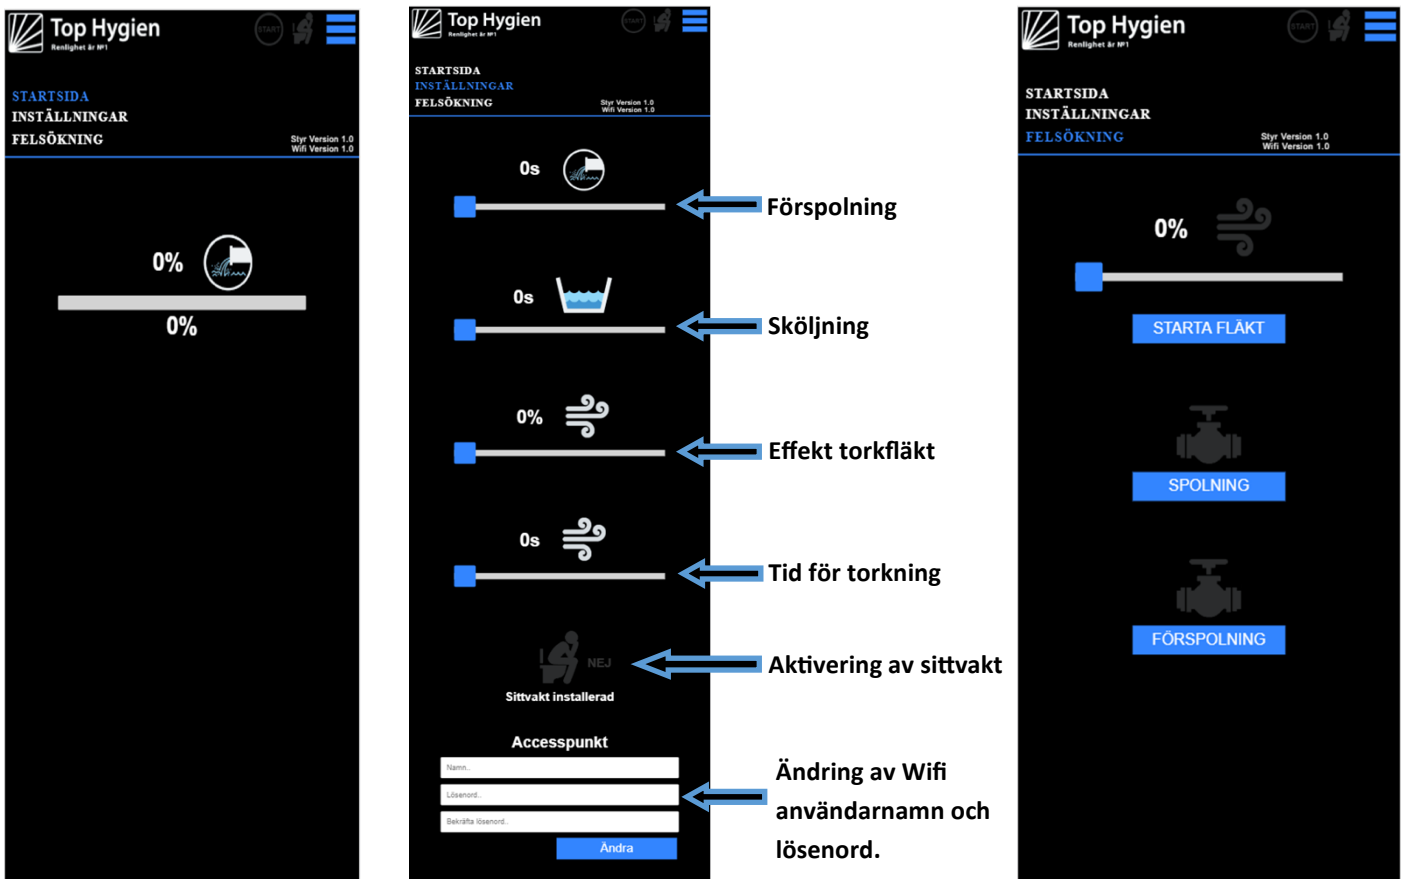 Top Hygien
Renlighet är №1
START
STARTSIDA
INSTÄLLNINGAR
FELSÖKNING
Styr Version 1.0
Wifi Version 1.0
0%
0%
Top Hygien
Renlighet är №1
START
STARTSIDA
INSTÄLLNINGAR
FELSÖKNING
Styr Version 1.0
Wifi Version 1.0
0s
Förspolning
0s
Sköljning
0%
Effekt torkfläkt
0s
Tid för torkning
NEJ
Sittvakt installerad
Aktivering av sittvakt
Accesspunkt
Namn..
Lösenord..
Bekräfta lösenord..
Ändra
Ändring av Wifi
användarnamn och
lösenord.
Top Hygien
Renlighet är №1
START
STARTSIDA
INSTÄLLNINGAR
FELSÖKNING
Styr Version 1.0
Wifi Version 1.0
0%
STARTA FLÄKT
SPOLNING
FÖRSPOLNING